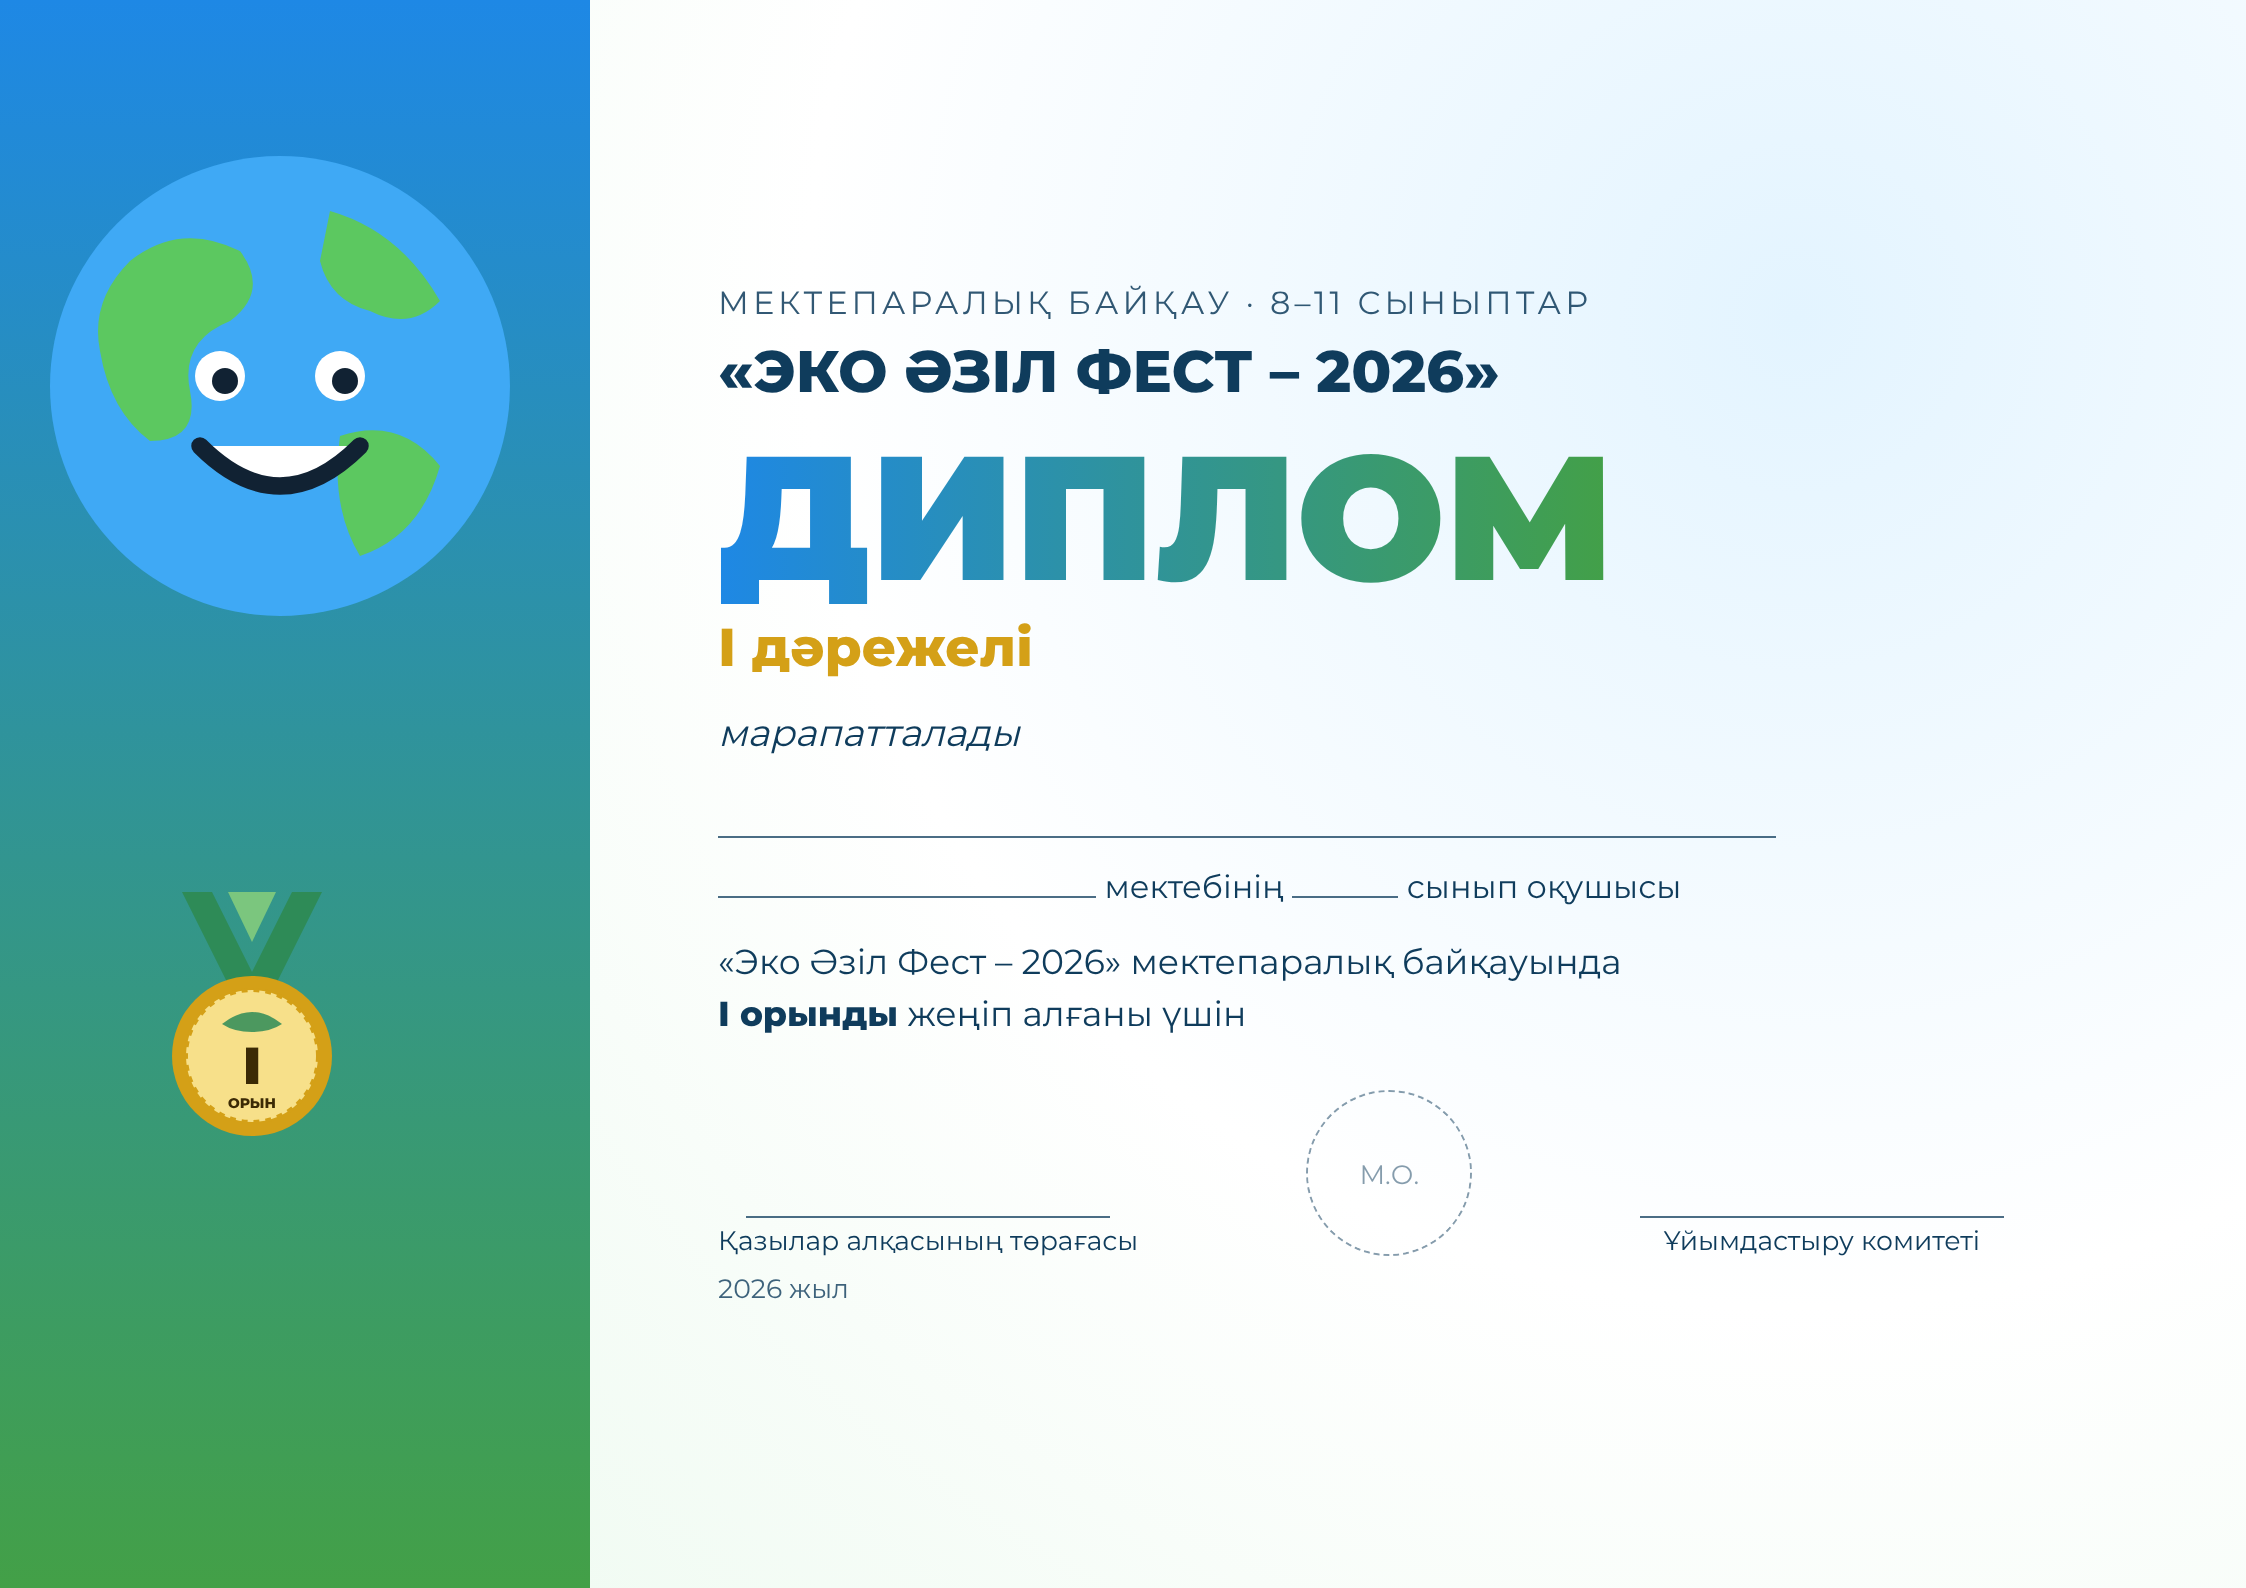 МЕКТЕПАРАЛЫҚ БАЙҚАУ · 8–11 СЫНЫПТАР
«ЭКО ӘЗІЛ ФЕСТ – 2026»
ДИПЛОМ
І дәрежелі
марапатталады
мектебінің сынып оқушысы
«Эко Әзіл Фест – 2026» мектепаралық байқауында
І орынды жеңіп алғаны үшін
І
ОРЫН
М.О.
Қазылар алқасының төрағасы
Ұйымдастыру комитеті
2026 жыл